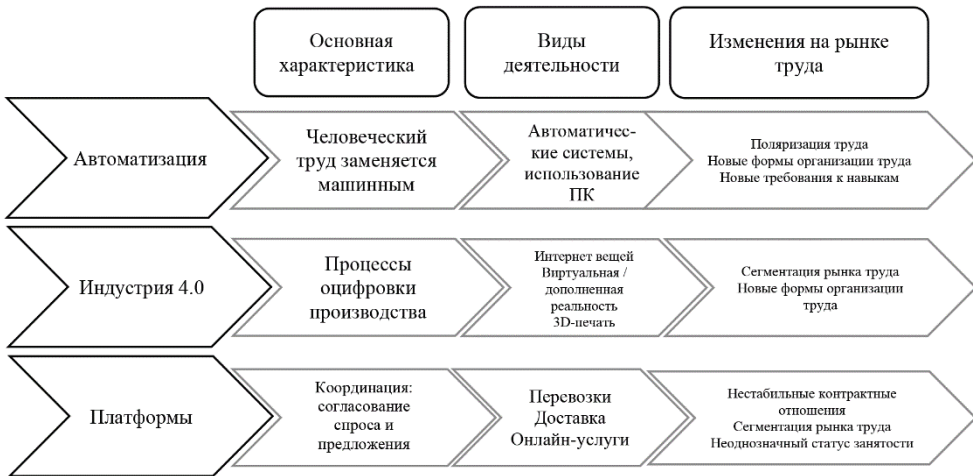 Основная
характеристика
Виды
деятельности
Изменения на рынке
труда
Автоматизация
Человеческий
труд заменяется
машинным
Автоматичес-
кие системы,
использование
ПК
Поляризация труда
Новые формы организации труда
Новые требования к навыкам
Индустрия 4.0
Процессы
оцифровки
производства
Интернет вещей
Виртуальная /
дополненная
реальность
3D-печать
Сегментация рынка труда
Новые формы организации
труда
Платформы
Координация:
согласование
спроса и
предложения
Перевозки
Доставка
Онлайн-услуги
Нестабильные контрактные
отношения
Сегментация рынка труда
Неоднозначный статус занятости